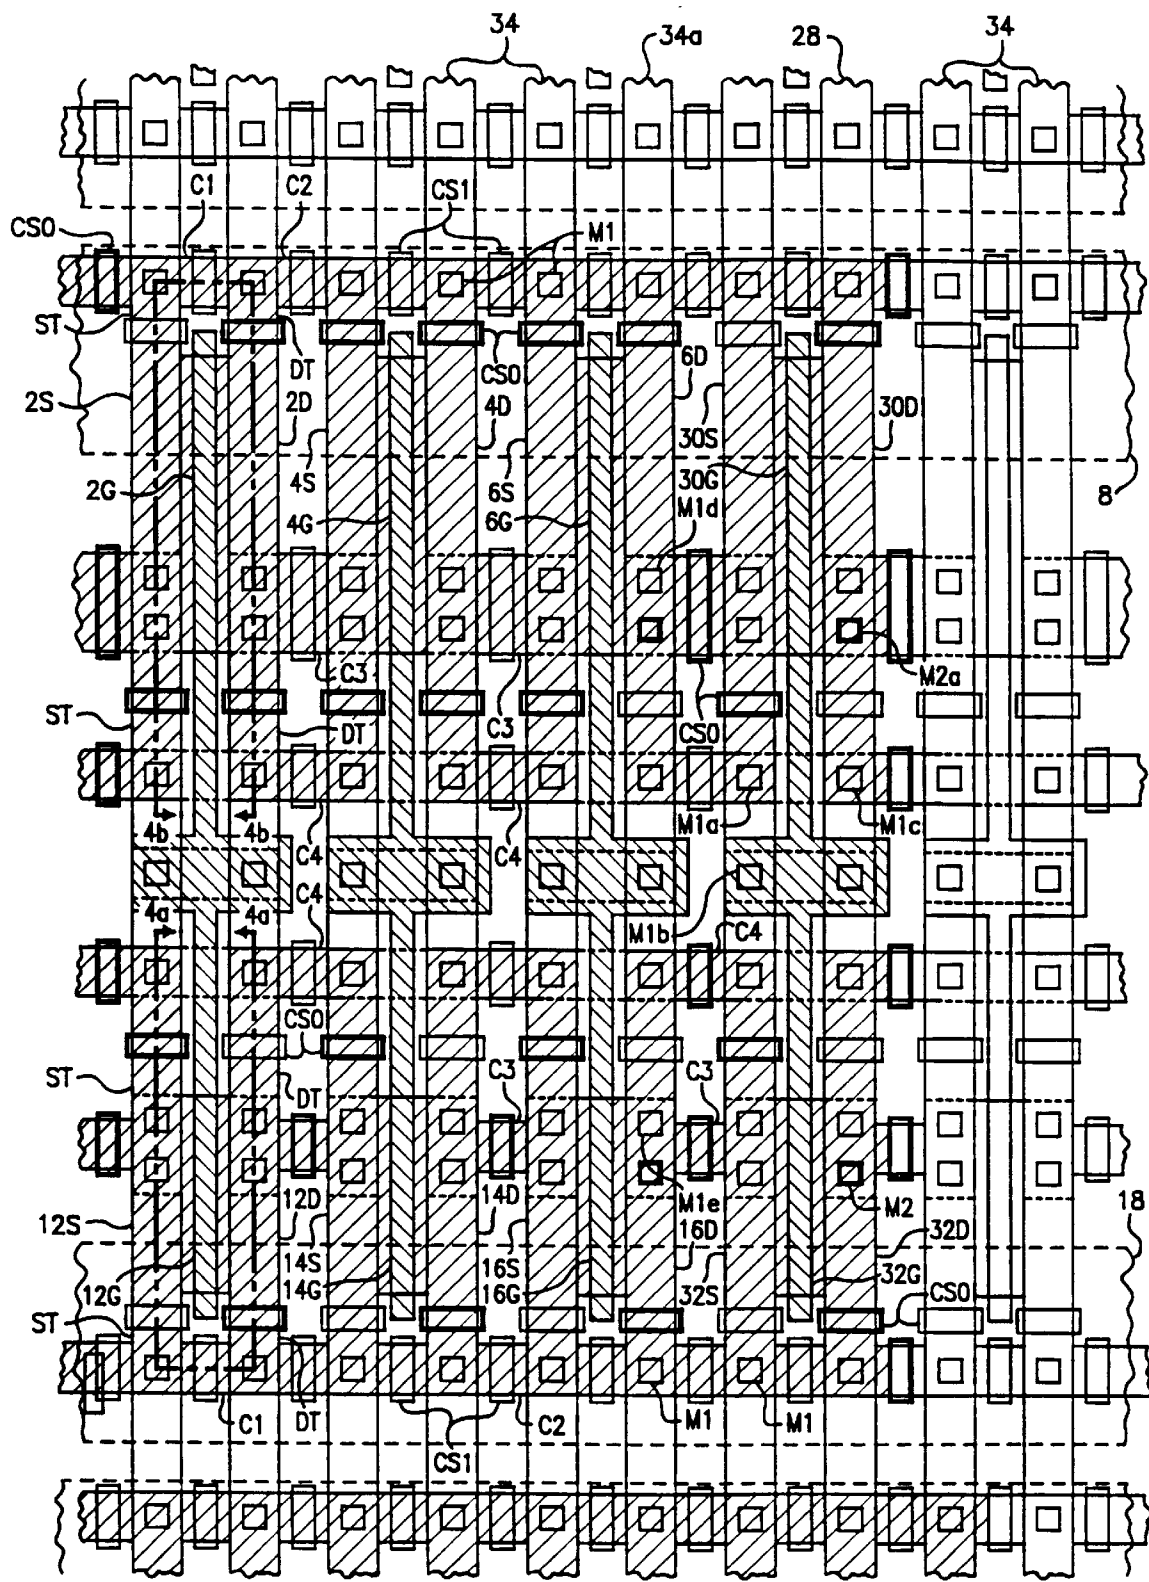 34 34a 28 34
C1 C2 CS1
CS0 M1
ST
DT CS0 6D
2S 2D 4D 30S 30D
4S 6S 30G
2G 4G 6G M1d 8
C3 M2a
ST C3 CS0
DT
4b 4b C4 C4 M1a M1c
C4
4a 4a M1b C4
CS0
ST C3 C3
DT
12D 14D M1e M2
12S 14S 16S 16D 32D 18
12G 14G 16G 32S 32G CS0
ST
C1 DT C2 M1 M1
CS1